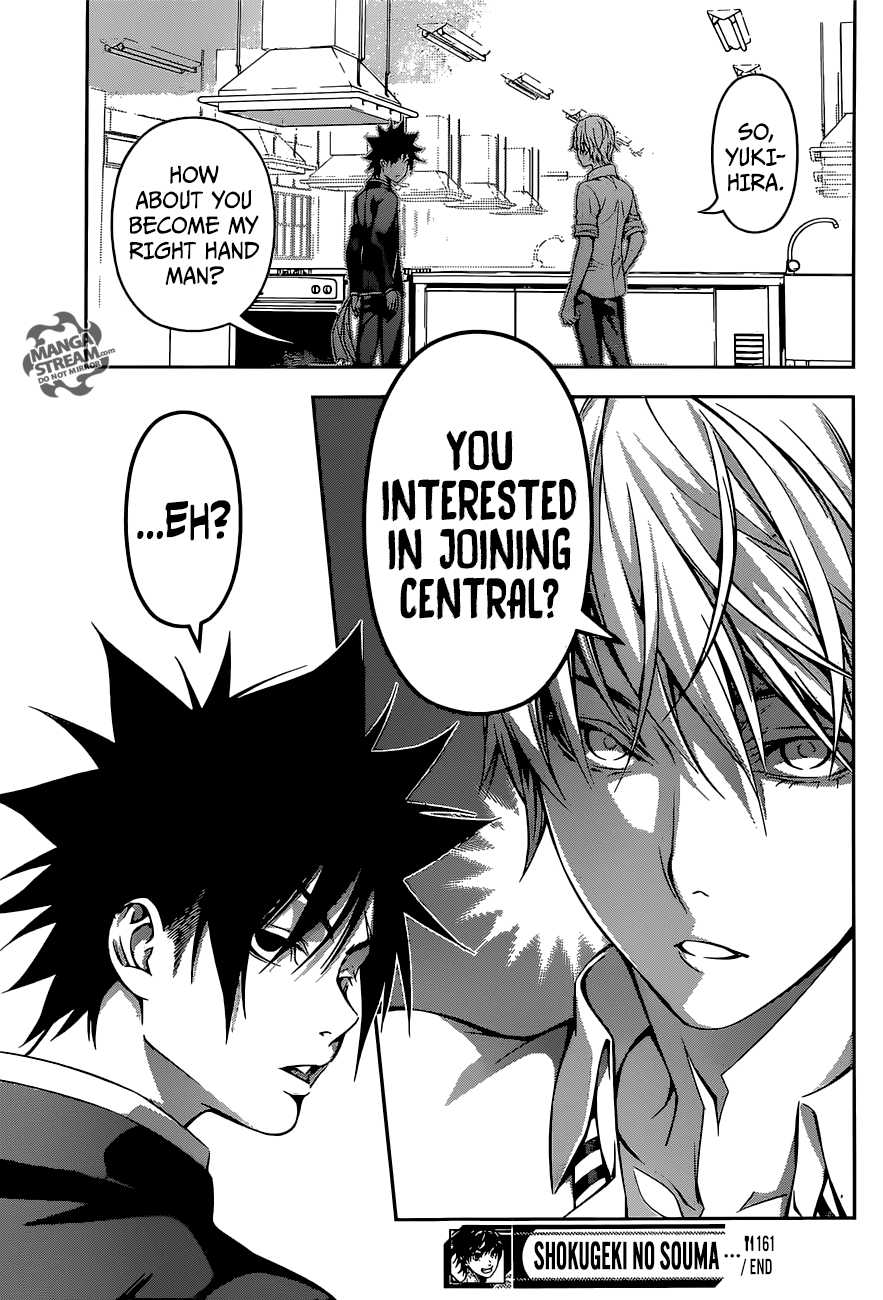 SO,
YUKI-
HIRA.
HOW
ABOUT YOU
BECOME MY
RIGHT HAND
MAN?
MANGA
STREAM.com
DO NOT MIRROR
YOU
INTERESTED
IN JOINING
CENTRAL?
...EH?
SHOKUGEKI NO SOUMA ... 161
/ END